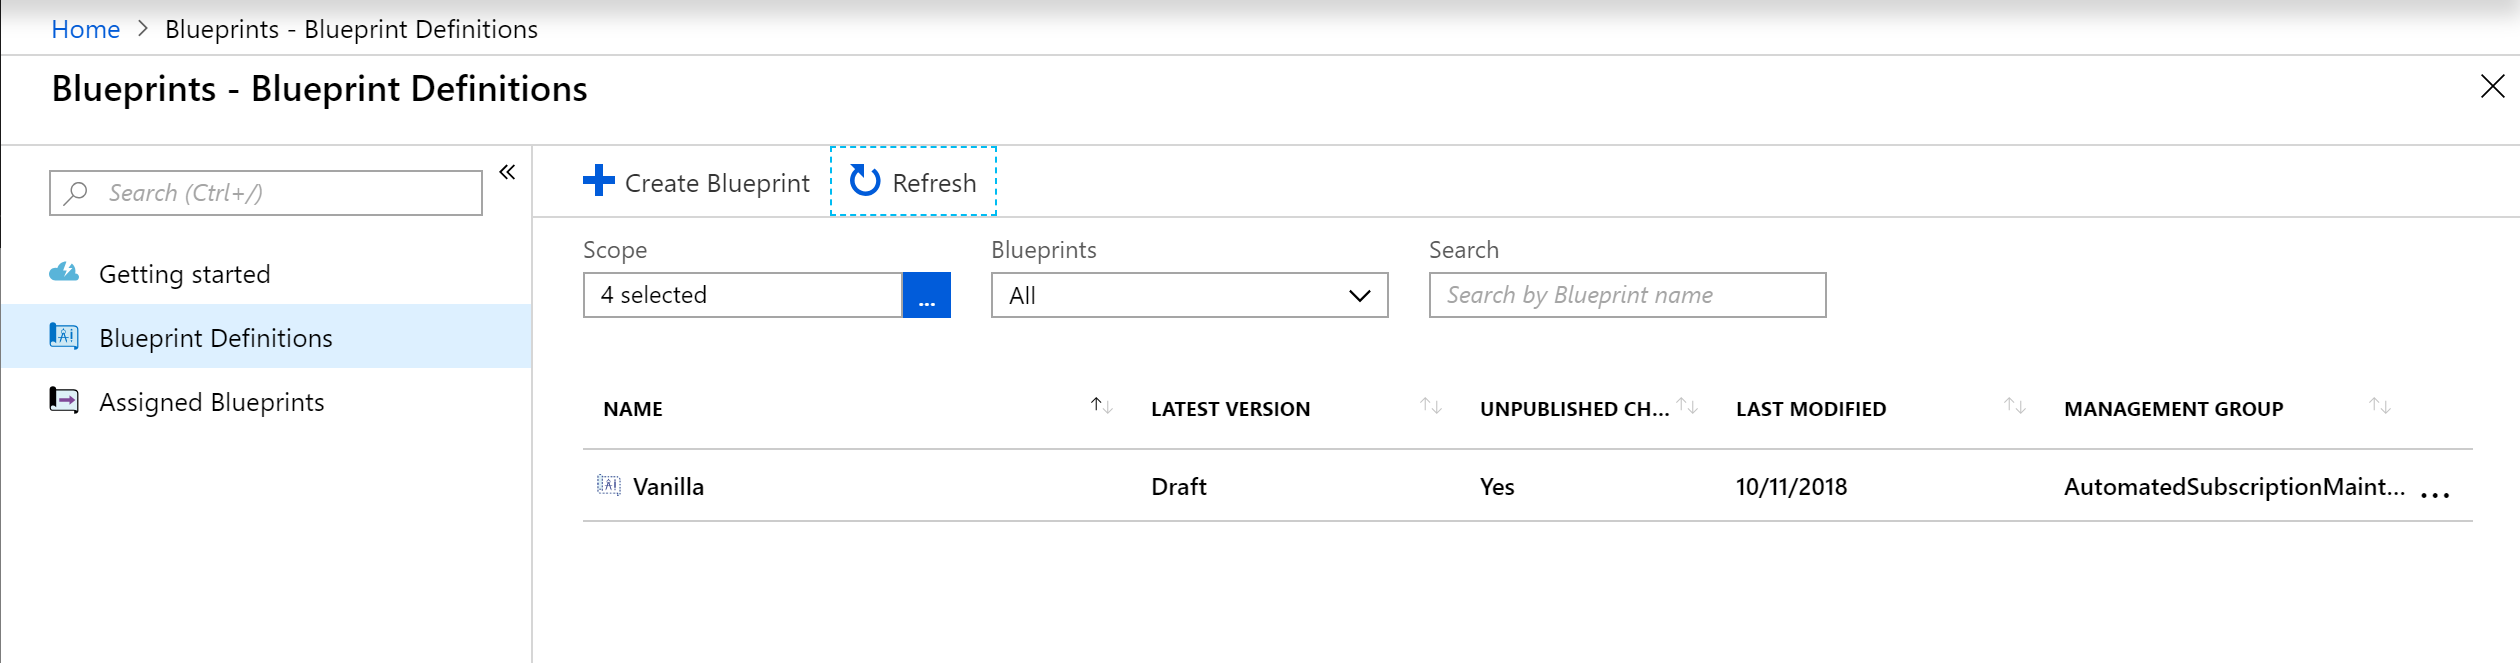 Home > Blueprints - Blueprint Definitions
Blueprints - Blueprint Definitions
Search (Ctrl+/)
Getting started
Blueprint Definitions
Assigned Blueprints
Create Blueprint Refresh
Scope Blueprints Search
4 selected ... All Search by Blueprint name
NAME LATEST VERSION UNPUBLISHED CH... LAST MODIFIED MANAGEMENT GROUP
Vanilla Draft Yes 10/11/2018 AutomatedSubscriptionMaint... ...